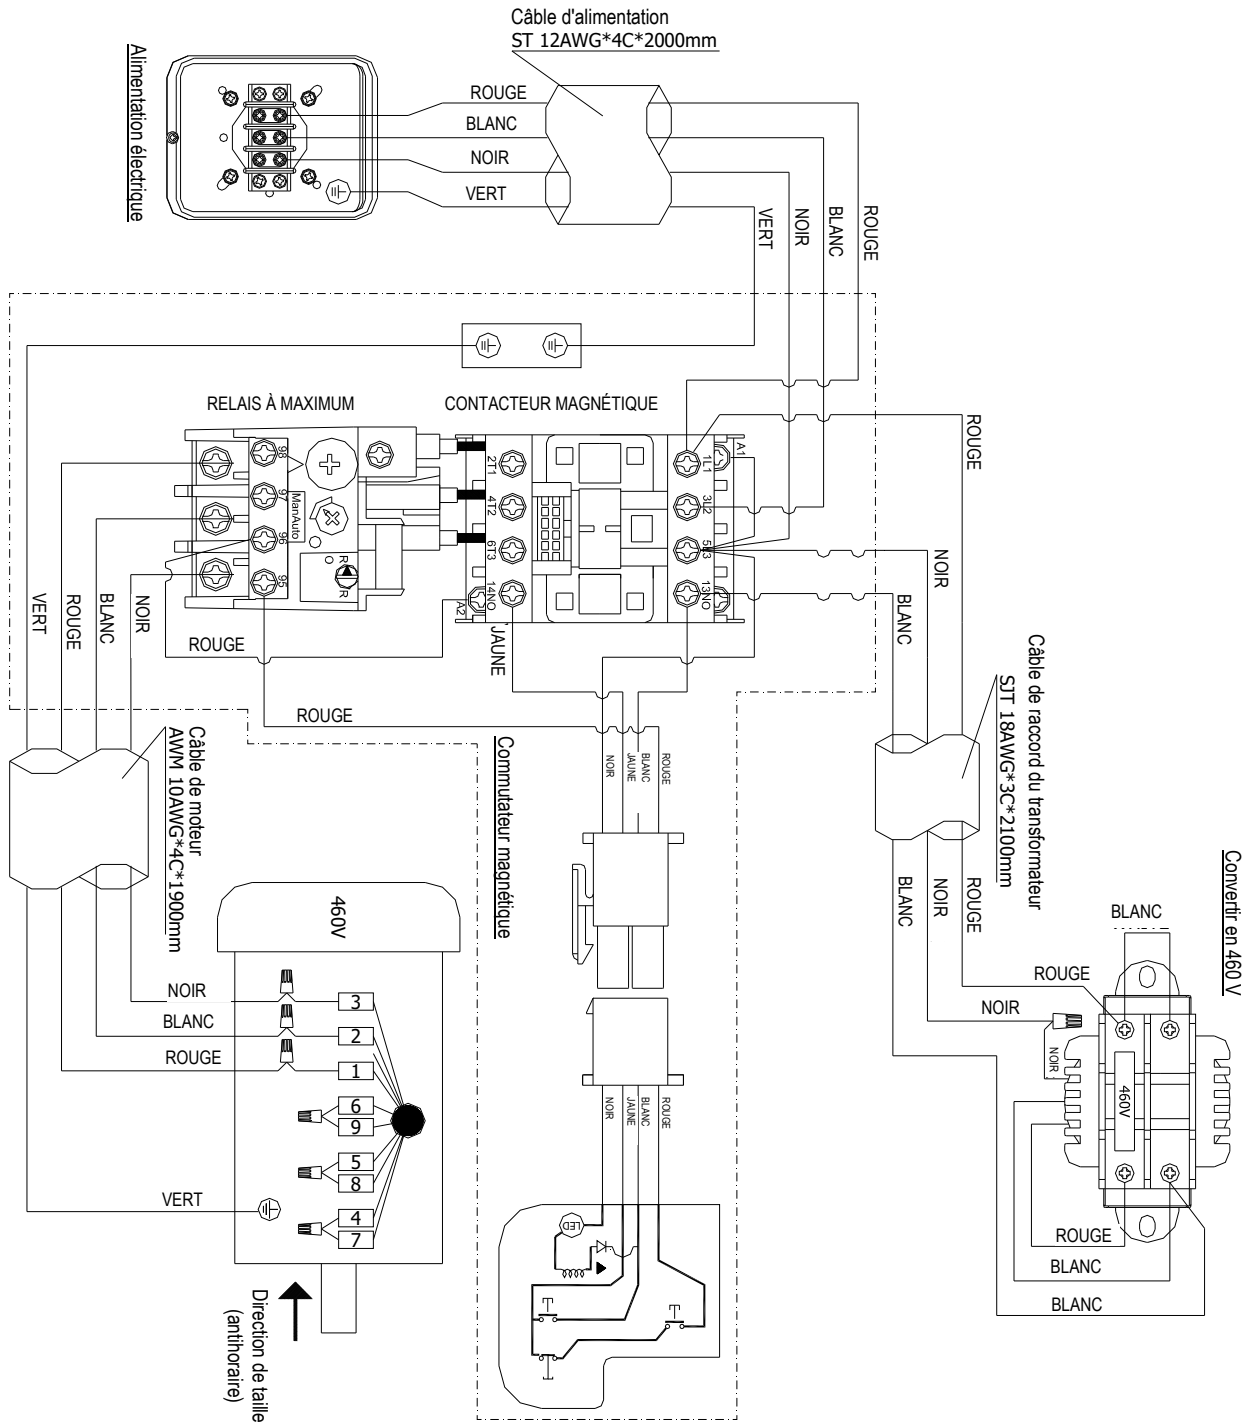 Câble d'alimentation
ST 12AWG*4C*2000mm
Alimentation électrique
ROUGE
BLANC
NOIR
VERT
VERT
NOIR
BLANC
ROUGE
RELAIS À MAXIMUM
CONTACTEUR MAGNÉTIQUE
98
97
96
95
ManAuto
R
R
2T1
4T2
6T3
14NO
A2
1L1
3L2
5L3
13NO
A1
ROUGE
NOIR
BLANC
VERT
ROUGE
BLANC
NOIR
ROUGE
JAUNE
ROUGE
Câble de raccord du transformateur
SJT 18AWG*3C*2100mm
Câble de moteur
AWM 10AWG*4C*1900mm
Commutateur magnétique
NOIR
JAUNE
BLANC
ROUGE
BLANC
NOIR
ROUGE
Convertir en 460 V
BLANC
ROUGE
NOIR
NOIR
460V
ROUGE
BLANC
BLANC
460V
NOIR
BLANC
ROUGE
VERT
3
2
1
6
9
5
8
4
7
NOIR
JAUNE
BLANC
ROUGE
LED
Direction de taille
(antihoraire)